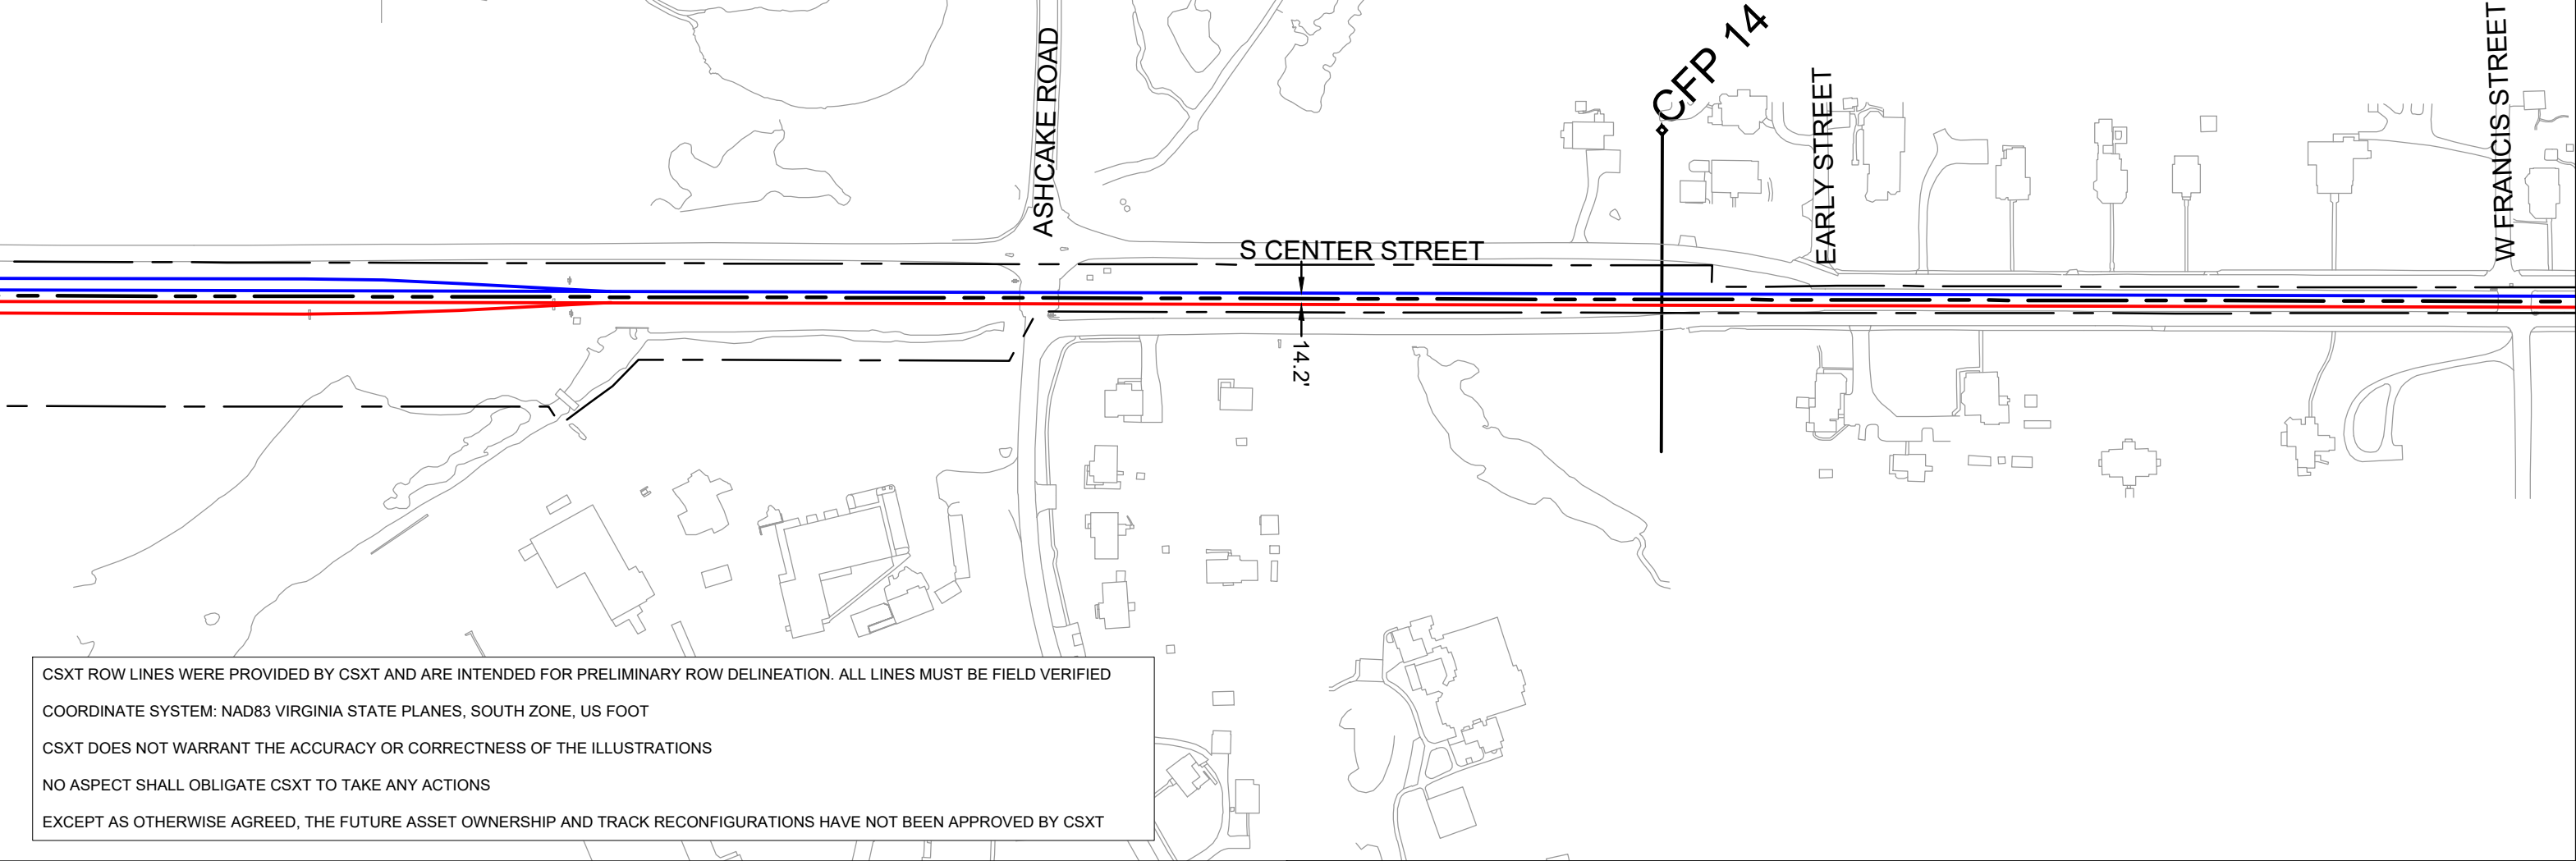 ASHCAKE ROAD
S CENTER STREET
14.2'
CFP 14
EARLY STREET
W FRANCIS STREET
CSXT ROW LINES WERE PROVIDED BY CSXT AND ARE INTENDED FOR PRELIMINARY ROW DELINEATION. ALL LINES MUST BE FIELD VERIFIED
COORDINATE SYSTEM: NAD83 VIRGINIA STATE PLANES, SOUTH ZONE, US FOOT
CSXT DOES NOT WARRANT THE ACCURACY OR CORRECTNESS OF THE ILLUSTRATIONS
NO ASPECT SHALL OBLIGATE CSXT TO TAKE ANY ACTIONS
EXCEPT AS OTHERWISE AGREED, THE FUTURE ASSET OWNERSHIP AND TRACK RECONFIGURATIONS HAVE NOT BEEN APPROVED BY CSXT